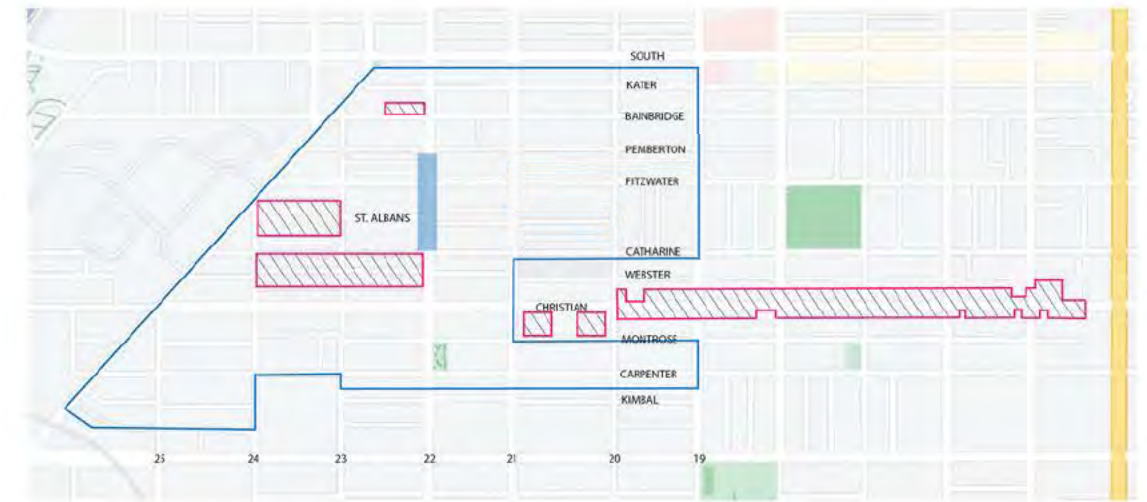 SOUTH
KATER
BAINBRIDGE
PEMBERTON
FITZWATER
ST. ALBANS
CATHARINE
WEBSTER
CHRISTIAN
MONTROSE
CARPENTER
KIMBAL
25 24 23 22 21 20 19